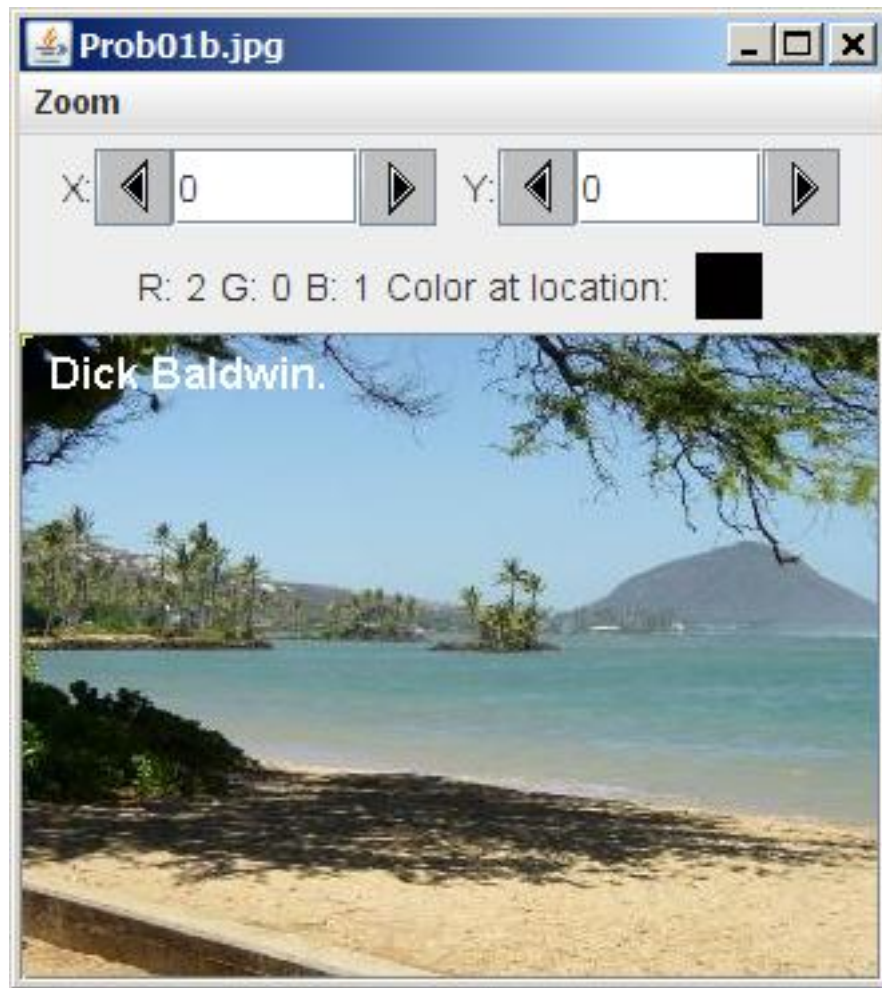 Prob01b.jpg
Zoom
X: 0 Y: 0
R: 2 G: 0 B: 1 Color at location:
Dick Baldwin.